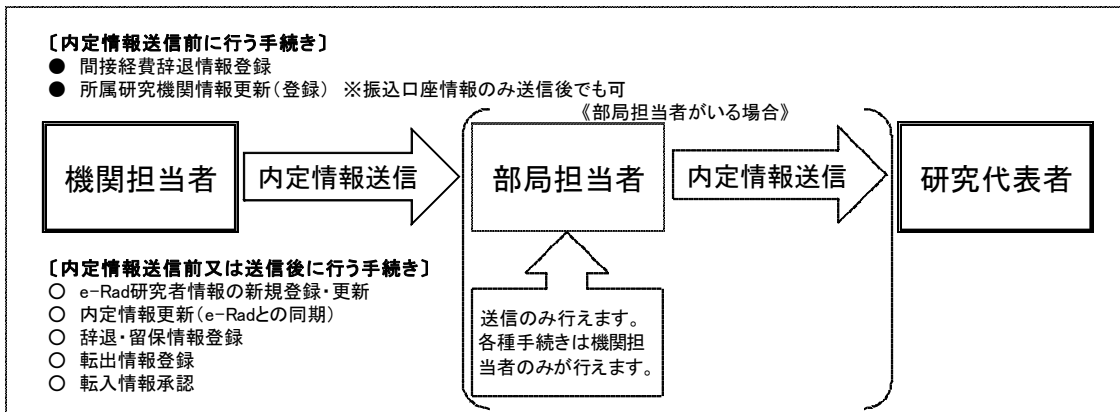 〔内定情報送信前に行う手続き〕
● 間接経費辞退情報登録
● 所属研究機関情報更新（登録） ※振込口座情報のみ送信後でも可
《部局担当者がいる場合》
機関担当者
内定情報送信
部局担当者
内定情報送信
研究代表者
〔内定情報送信前又は送信後に行う手続き〕
○ e-Rad研究者情報の新規登録・更新
○ 内定情報更新（e-Radとの同期）
○ 辞退・留保情報登録
○ 転出情報登録
○ 転入情報承認
送信のみ行えます。
各種手続きは機関担
当者のみが行えます。